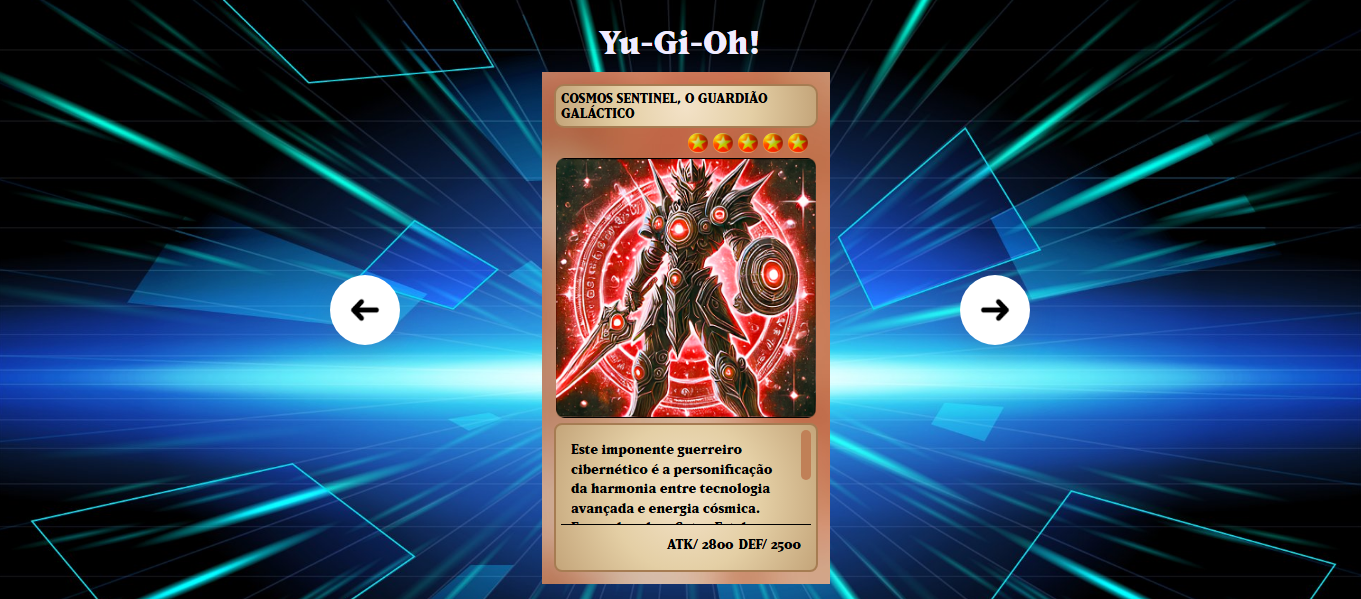 Yu-Gi-Oh!
COSMOS SENTINEL, O GUARDIÃO
GALÁCTICO
Este imponente guerreiro
cibernético é a personificação
da harmonia entre tecnologia
avançada e energia cósmica.
ATK/ 2800 DEF/ 2500